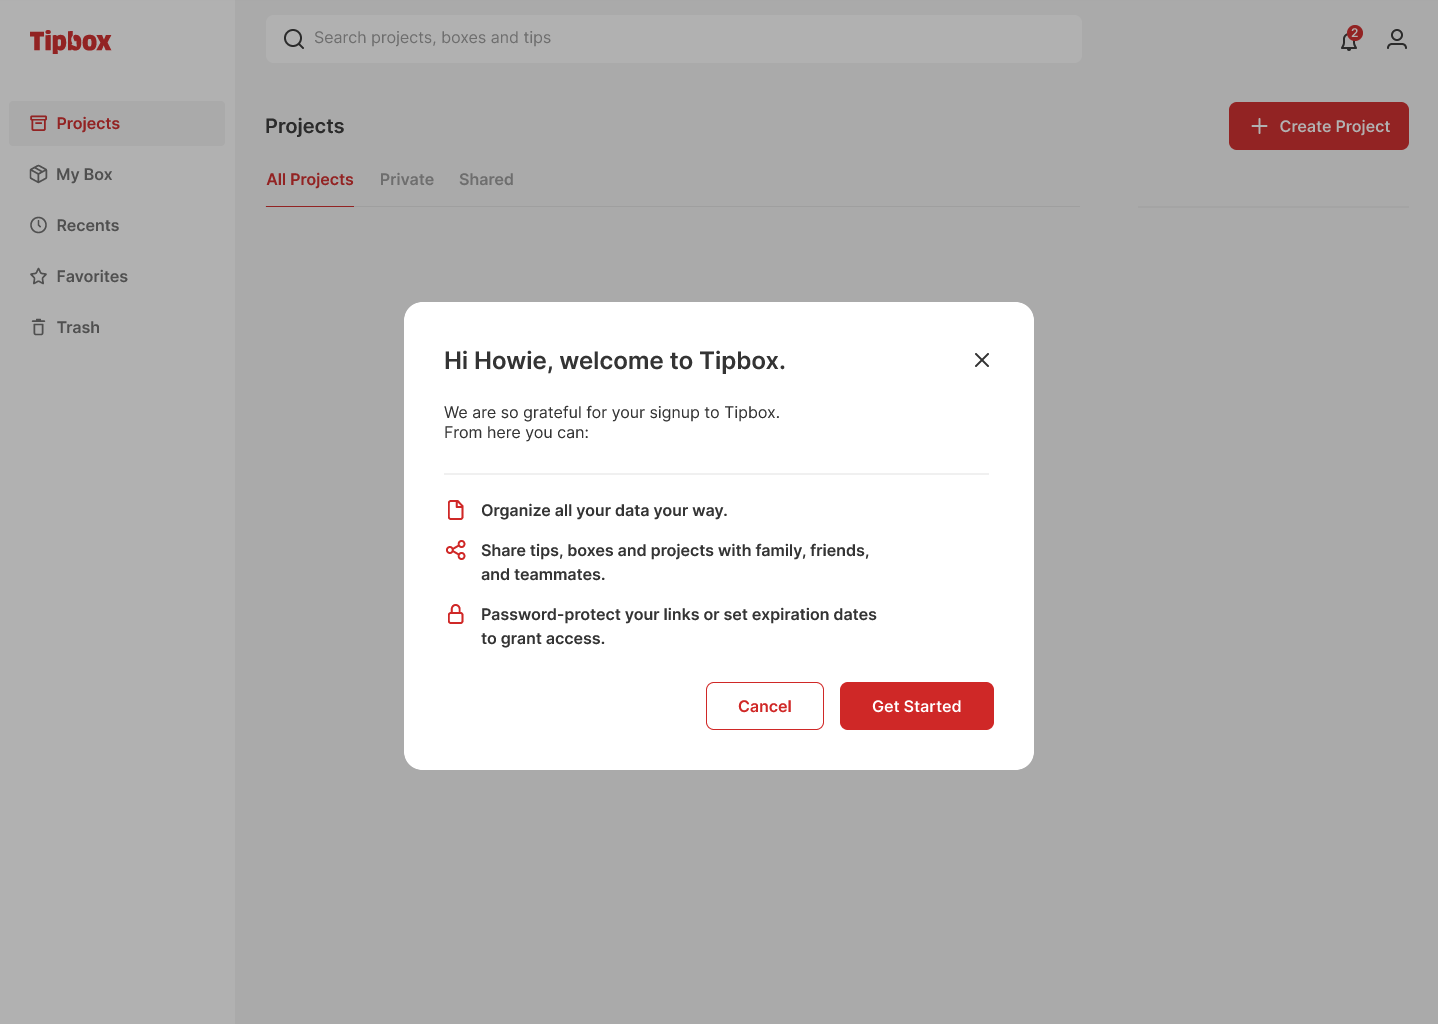 Tipbox
Search projects, boxes and tips
2
Projects
My Box
Recents
Favorites
Trash
Projects
Create Project
All Projects
Private
Shared
Hi Howie, welcome to Tipbox.
We are so grateful for your signup to Tipbox.
From here you can:
Organize all your data your way.
Share tips, boxes and projects with family, friends,
and teammates.
Password-protect your links or set expiration dates
to grant access.
Cancel
Get Started